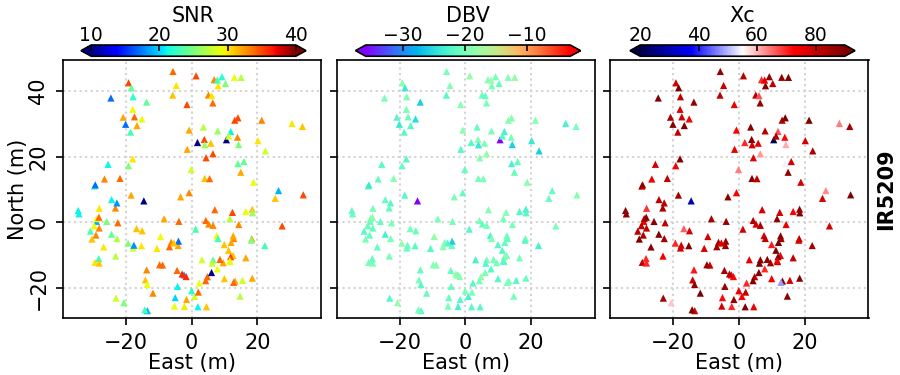 SNR DBV Xc
10 20 30 40 −30 −20 −10 20 40 60 80
40
20
0
−20
North (m)
IR5209
−20 0 20 −20 0 20 −20 0 20
East (m) East (m) East (m)